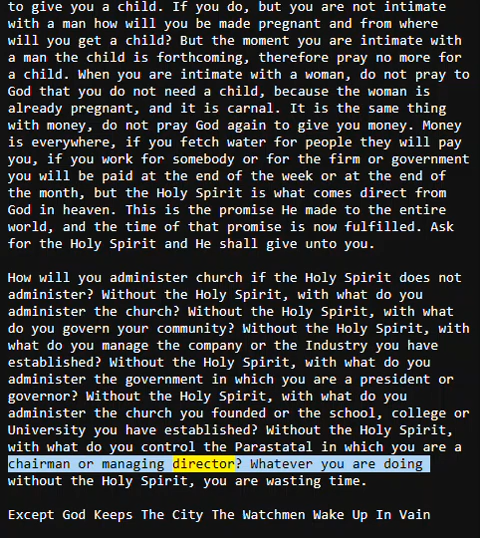 to give you a child. If you do, but you are not intimate
with a man how will you be made pregnant and from where
will you get a child? But the moment you are intimate with
a man the child is forthcoming, therefore pray no more for
a child. When you are intimate with a woman, do not pray to
God that you do not need a child, because the woman is
already pregnant, and it is carnal. It is the same thing
with money, do not pray God again to give you money. Money
is everywhere, if you fetch water for people they will pay
you, if you work for somebody or for the firm or government
you will be paid at the end of the week or at the end of
the month, but the Holy Spirit is what comes direct from
God in heaven. This is the promise He made to the entire
world, and the time of that promise is now fulfilled. Ask
for the Holy Spirit and He shall give unto you.
How will you administer church if the Holy Spirit does not
administer? Without the Holy Spirit, with what do you
administer the church? Without the Holy Spirit, with what
do you govern your community? Without the Holy Spirit, with
what do you manage the company or the Industry you have
established? Without the Holy Spirit, with what do you
administer the government in which you are a president or
governor? Without the Holy Spirit, with what do you
administer the church you founded or the school, college or
University you have established? Without the Holy Spirit,
with what do you control the Parastatal in which you are a
chairman or managing director? Whatever you are doing
without the Holy Spirit, you are wasting time.
Except God Keeps The City The Watchmen Wake Up In Vain